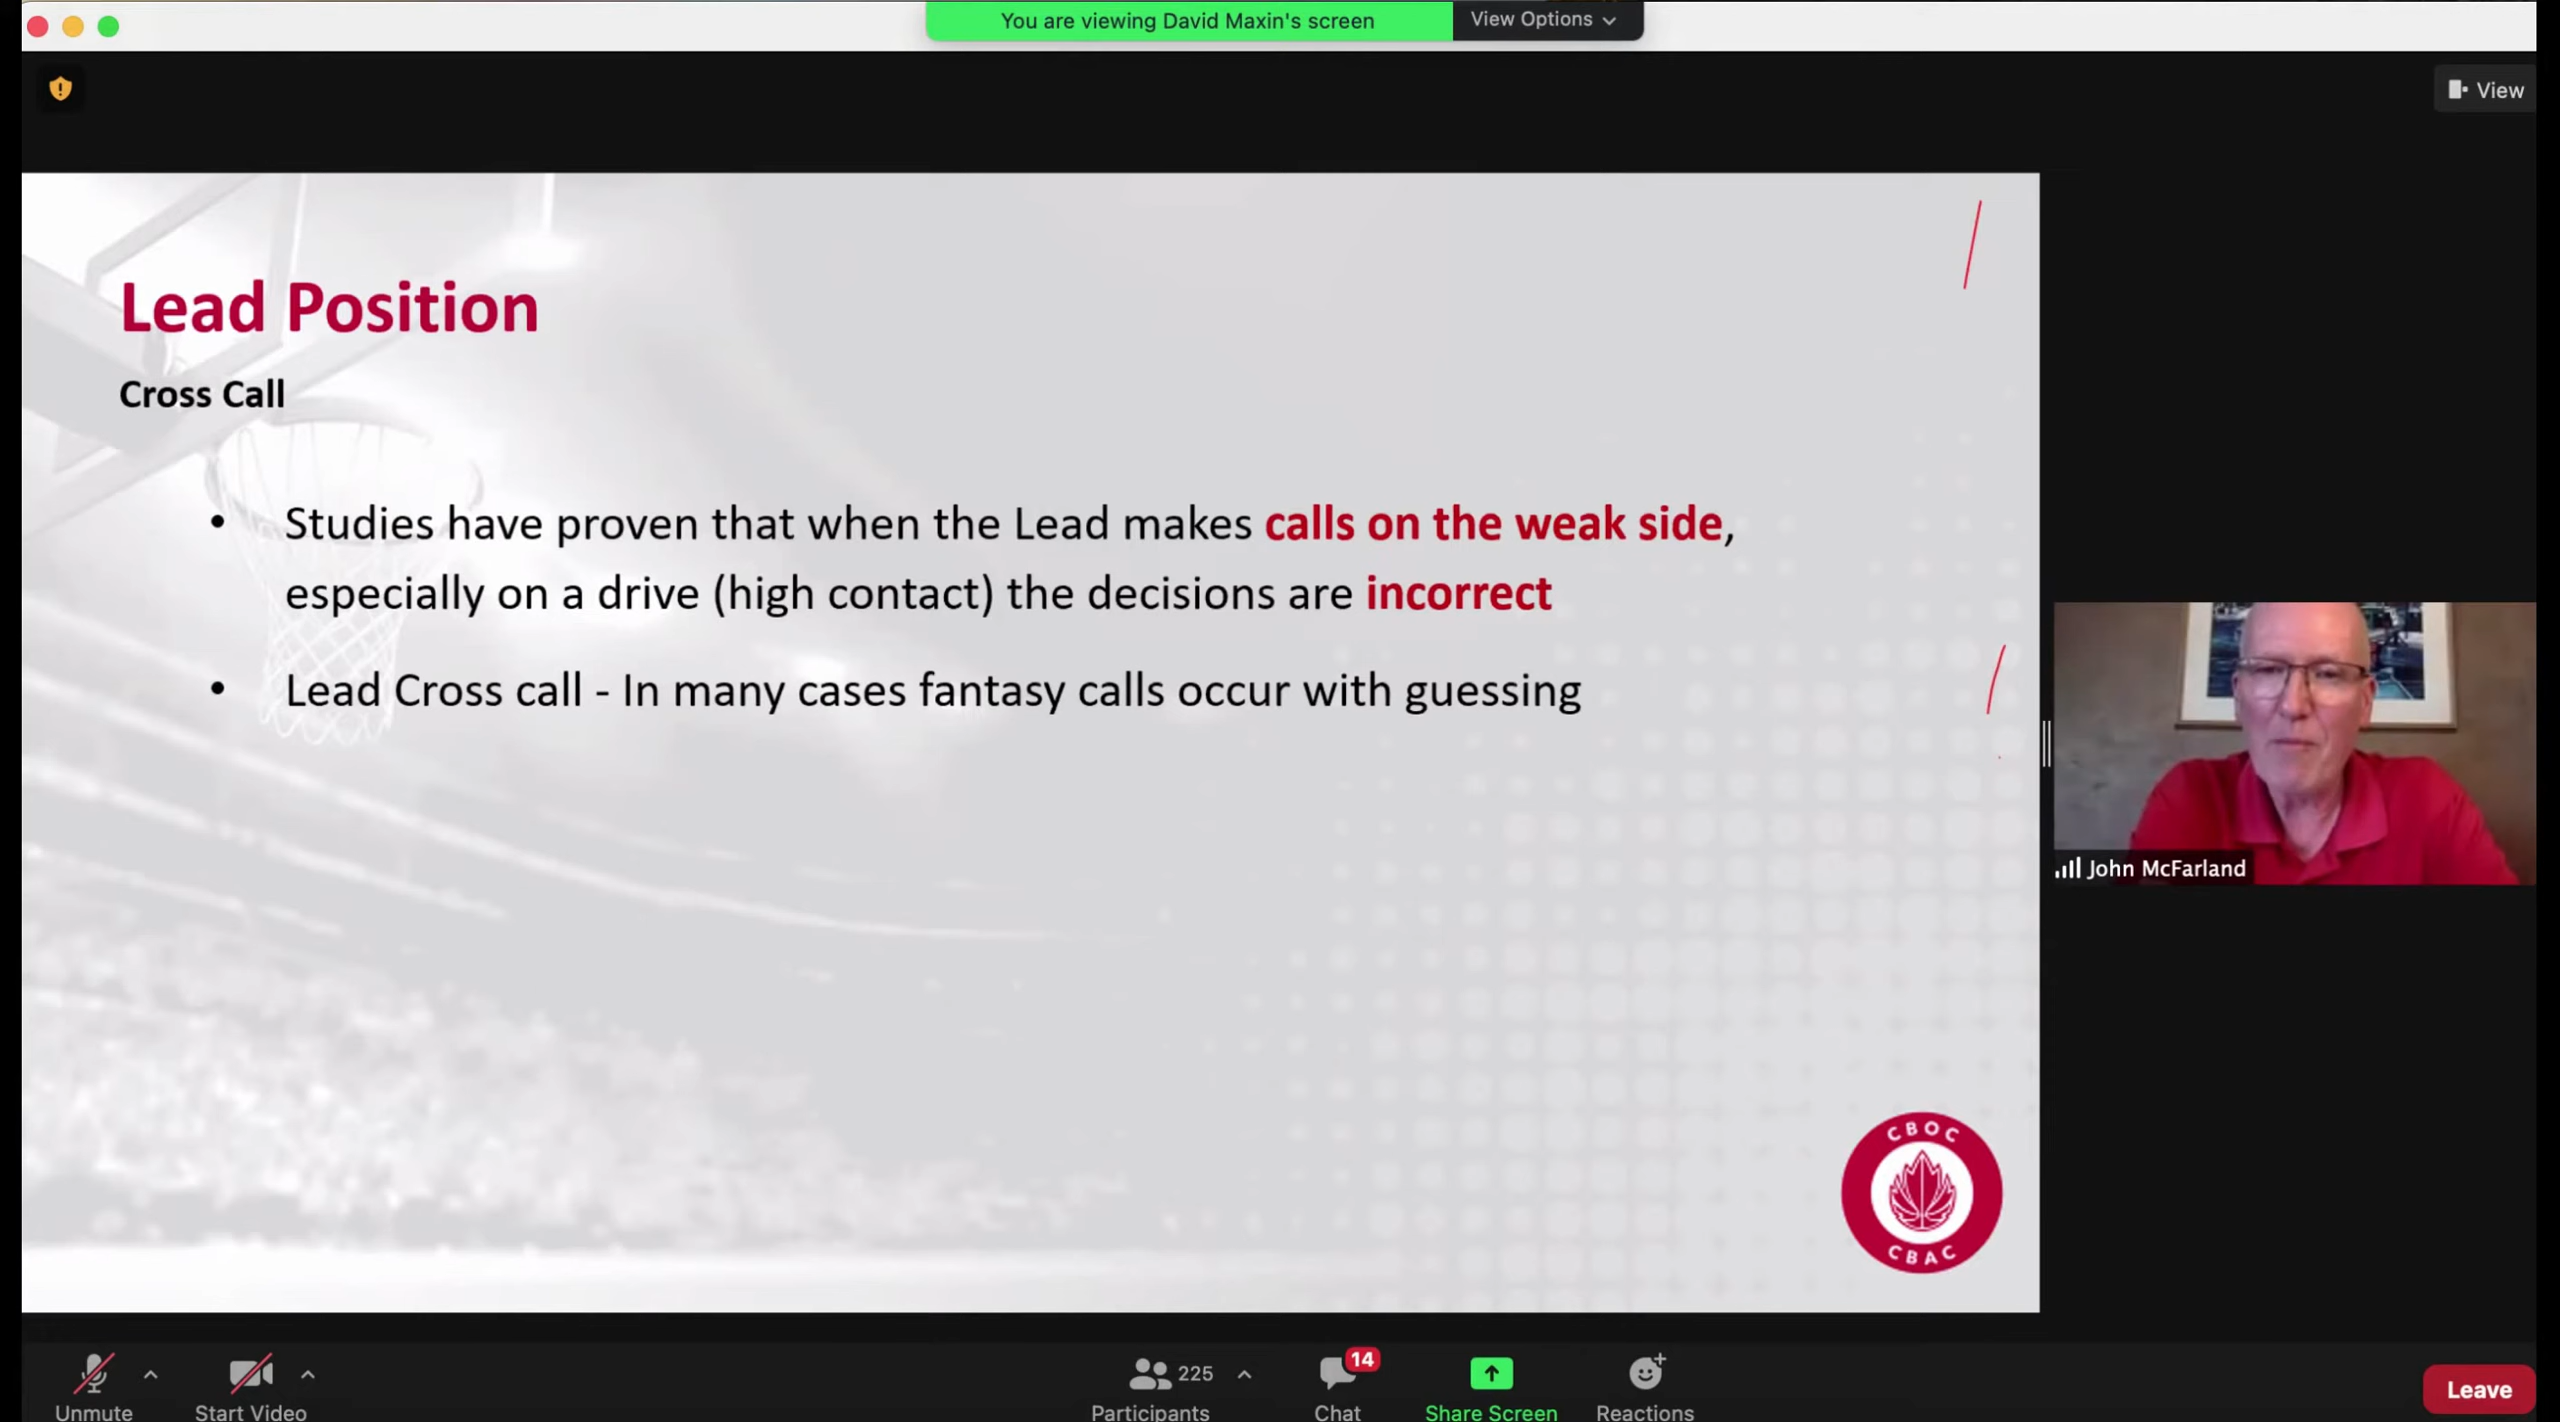 You are viewing David Maxin's screen
View Options
View
Lead Position
Cross Call
• Studies have proven that when the Lead makes calls on the weak side,
especially on a drive (high contact) the decisions are incorrect
• Lead Cross call - In many cases fantasy calls occur with guessing
John McFarland
CBOC
CBAC
Unmute
Start Video
225
Participants
14
Chat
Share Screen
Reactions
Leave